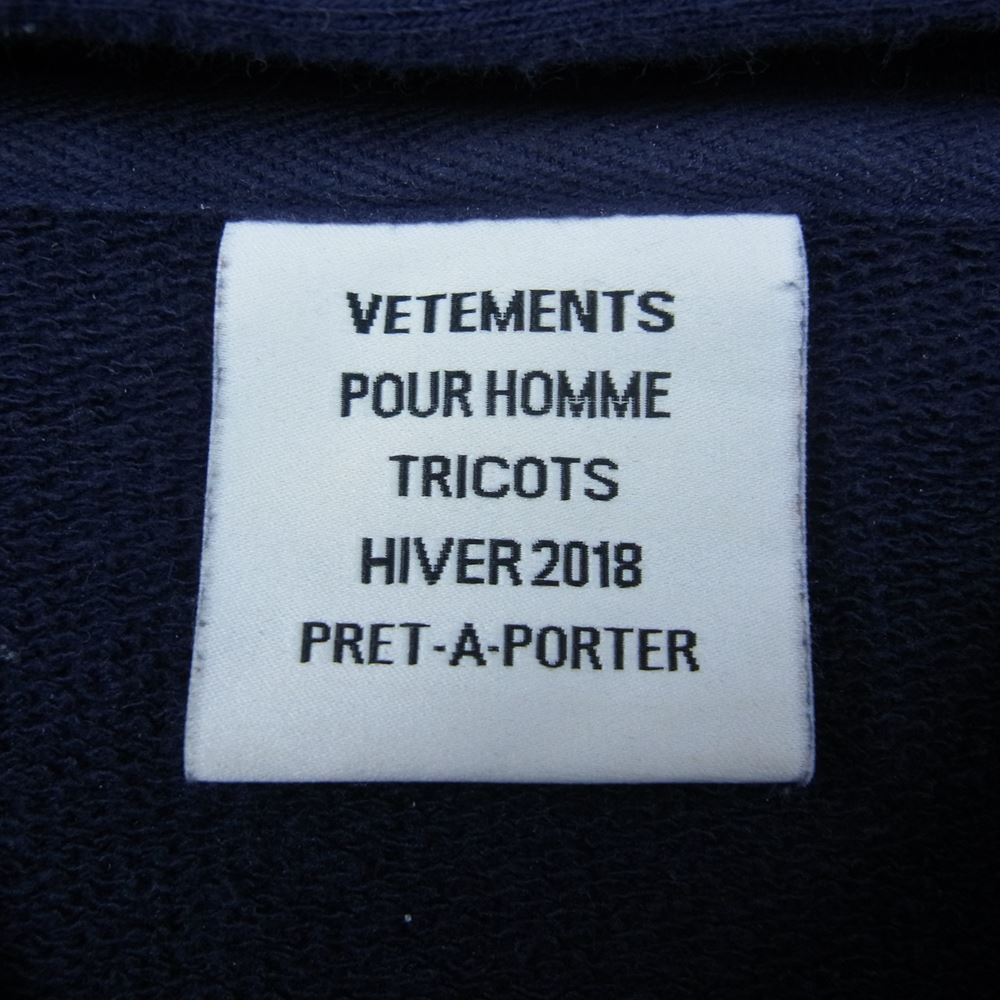 VETEMENTS
POUR HOMME
TRICOTS
HIVER 2018
PRET-A-PORTER